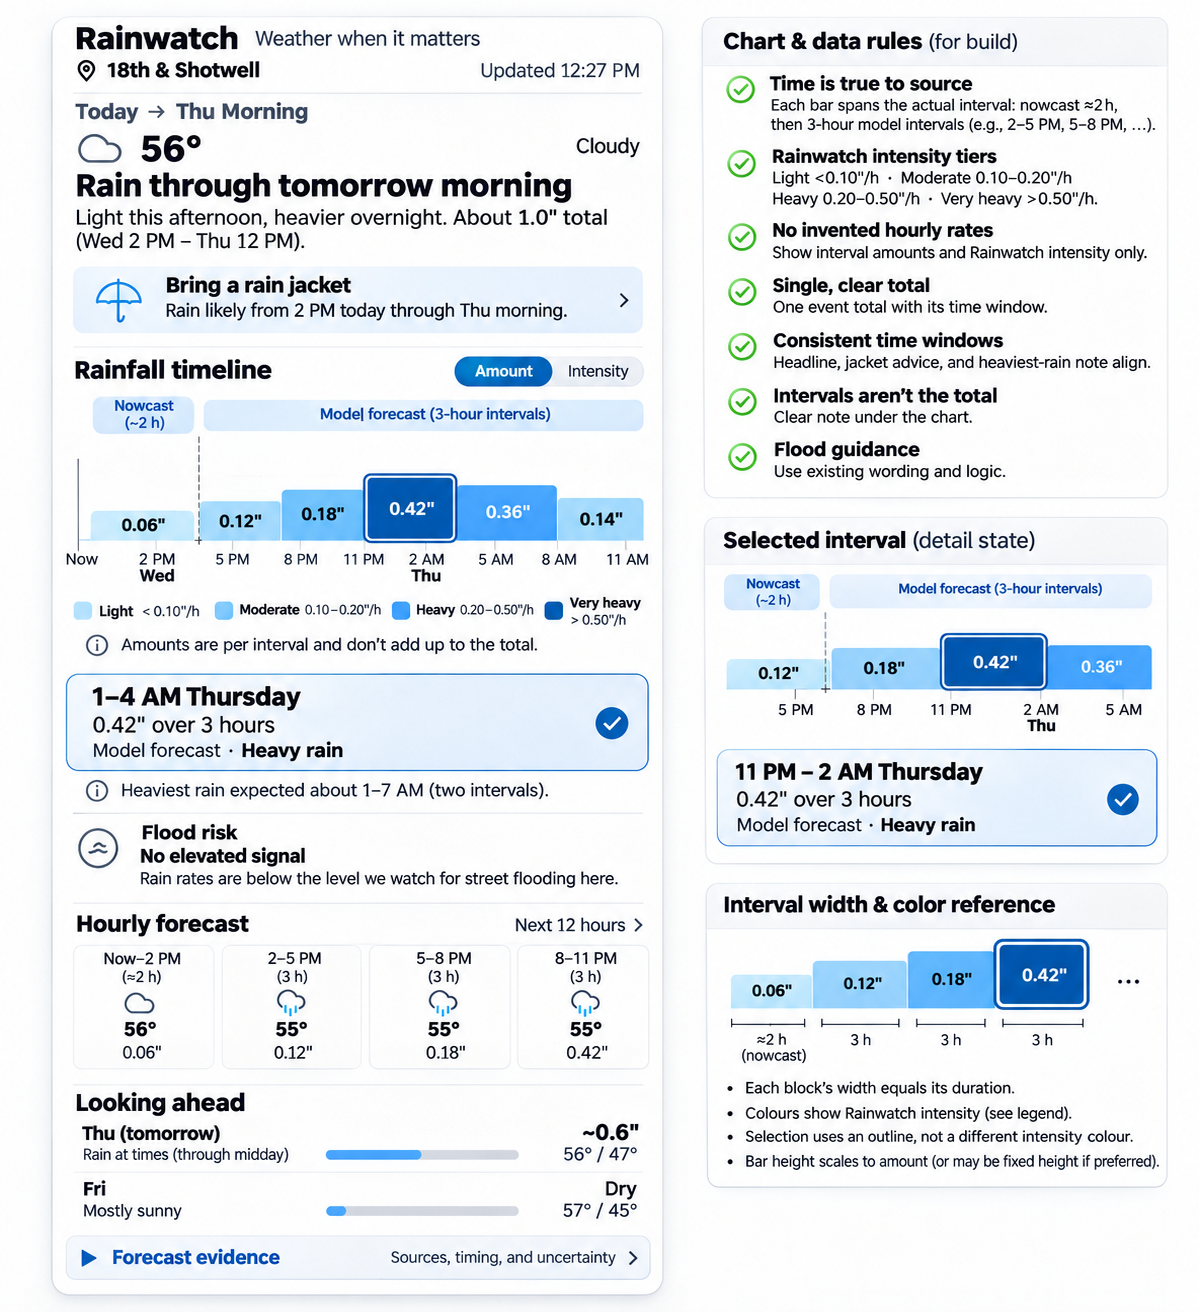 Rainwatch Weather when it matters
18th & Shotwell Updated 12:27 PM
Today → Thu Morning
56° Cloudy
Rain through tomorrow morning
Light this afternoon, heavier overnight. About 1.0" total
(Wed 2 PM – Thu 12 PM).
Bring a rain jacket
Rain likely from 2 PM today through Thu morning.
Rainfall timeline Amount Intensity
Nowcast
(~2 h)
Model forecast (3-hour intervals)
0.06" 0.12" 0.18" 0.42" 0.36" 0.14"
Now 2 PM 5 PM 8 PM 11 PM 2 AM 5 AM 8 AM 11 AM
Wed Thu
Light < 0.10"/h Moderate 0.10–0.20"/h Heavy 0.20–0.50"/h Very heavy
> 0.50"/h
Amounts are per interval and don't add up to the total.
1–4 AM Thursday
0.42" over 3 hours
Model forecast · Heavy rain
Heaviest rain expected about 1–7 AM (two intervals).
Flood risk
No elevated signal
Rain rates are below the level we watch for street flooding here.
Hourly forecast Next 12 hours
Now–2 PM
(≈2 h)
56°
0.06"
2–5 PM
(3 h)
55°
0.12"
5–8 PM
(3 h)
55°
0.18"
8–11 PM
(3 h)
55°
0.42"
Looking ahead
Thu (tomorrow) ~0.6"
Rain at times (through midday) 56° / 47°
Fri Dry
Mostly sunny 57° / 45°
Forecast evidence Sources, timing, and uncertainty
Chart & data rules (for build)
Time is true to source
Each bar spans the actual interval: nowcast ≈2 h,
then 3-hour model intervals (e.g., 2–5 PM, 5–8 PM, …).
Rainwatch intensity tiers
Light <0.10"/h · Moderate 0.10–0.20"/h
Heavy 0.20–0.50"/h · Very heavy >0.50"/h.
No invented hourly rates
Show interval amounts and Rainwatch intensity only.
Single, clear total
One event total with its time window.
Consistent time windows
Headline, jacket advice, and heaviest-rain note align.
Intervals aren't the total
Clear note under the chart.
Flood guidance
Use existing wording and logic.
Selected interval (detail state)
Nowcast
(~2 h)
Model forecast (3-hour intervals)
0.12" 0.18" 0.42" 0.36"
5 PM 8 PM 11 PM 2 AM 5 AM
Thu
11 PM – 2 AM Thursday
0.42" over 3 hours
Model forecast · Heavy rain
Interval width & color reference
0.06" 0.12" 0.18" 0.42" ...
≈2 h 3 h 3 h 3 h
(nowcast)
• Each block's width equals its duration.
• Colours show Rainwatch intensity (see legend).
• Selection uses an outline, not a different intensity colour.
• Bar height scales to amount (or may be fixed height if preferred).